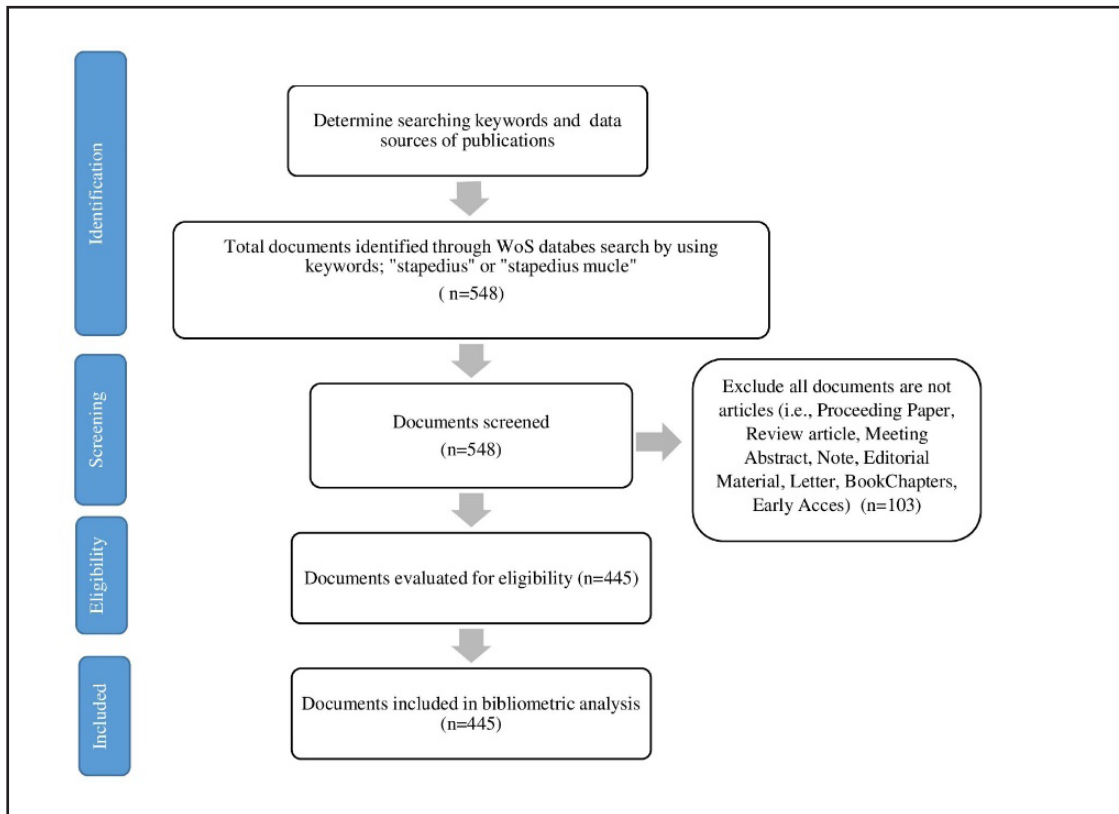 Identification
Determine searching keywords and data
sources of publications
Total documents identified through WoS databes search by using
keywords; "stapedius" or "stapedius mucle"
( n=548)
Screening
Documents screened
(n=548)
Exclude all documents are not
articles (i.e., Proceeding Paper,
Review article, Meeting
Abstract, Note, Editorial
Material, Letter, BookChapters,
Early Acces) (n=103)
Eligibility
Documents evaluated for eligibility (n=445)
Included
Documents included in bibliometric analysis
(n=445)